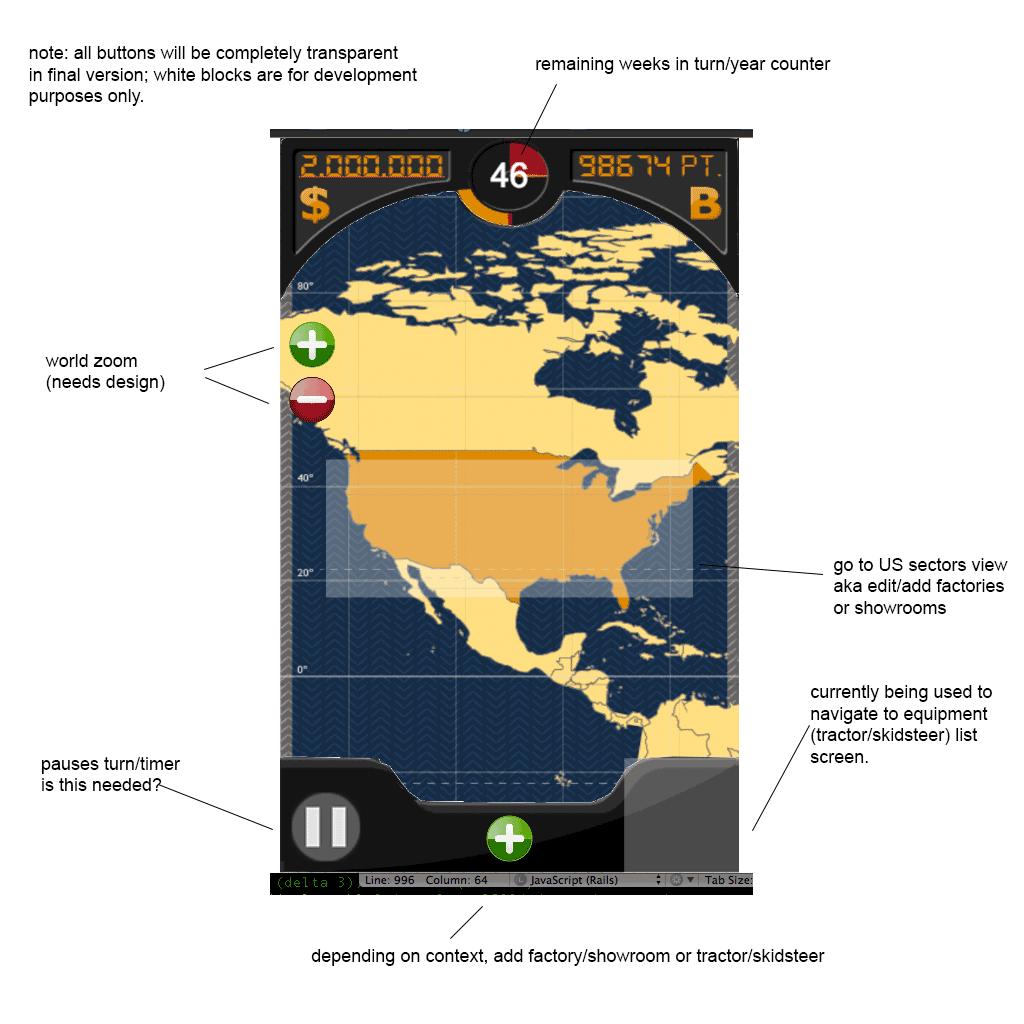 note: all buttons will be completely transparent
in final version; white blocks are for development
purposes only.
remaining weeks in turn/year counter
2.000.000
46
98674 PT.
$
B
80°
world zoom
(needs design)
40°
go to US sectors view
aka edit/add factories
or showrooms
20°
0°
currently being used to
navigate to equipment
(tractor/skidsteer) list
screen.
pauses turn/timer
is this needed?
(delta 3)
Line: 996 Column: 64
L JavaScript (Rails)
Tab Size:
depending on context, add factory/showroom or tractor/skidsteer